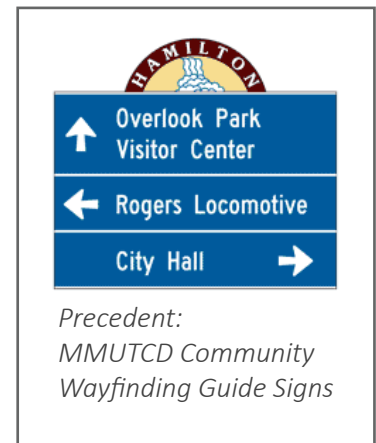 HAMILTON
Overlook Park
Visitor Center
Rogers Locomotive
City Hall
Precedent:
MMUTCD Community
Wayfinding Guide Signs